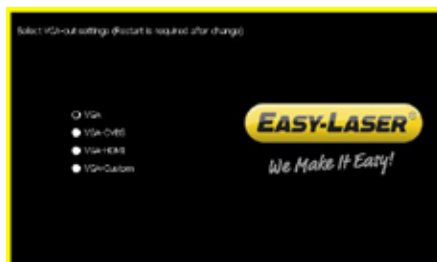 Select VGA-out settings (Restart is required after change)
VGA
VGA-CVBS
VGA-HDMI
VGA-Custom
EASY-LASER®
We Make It Easy!